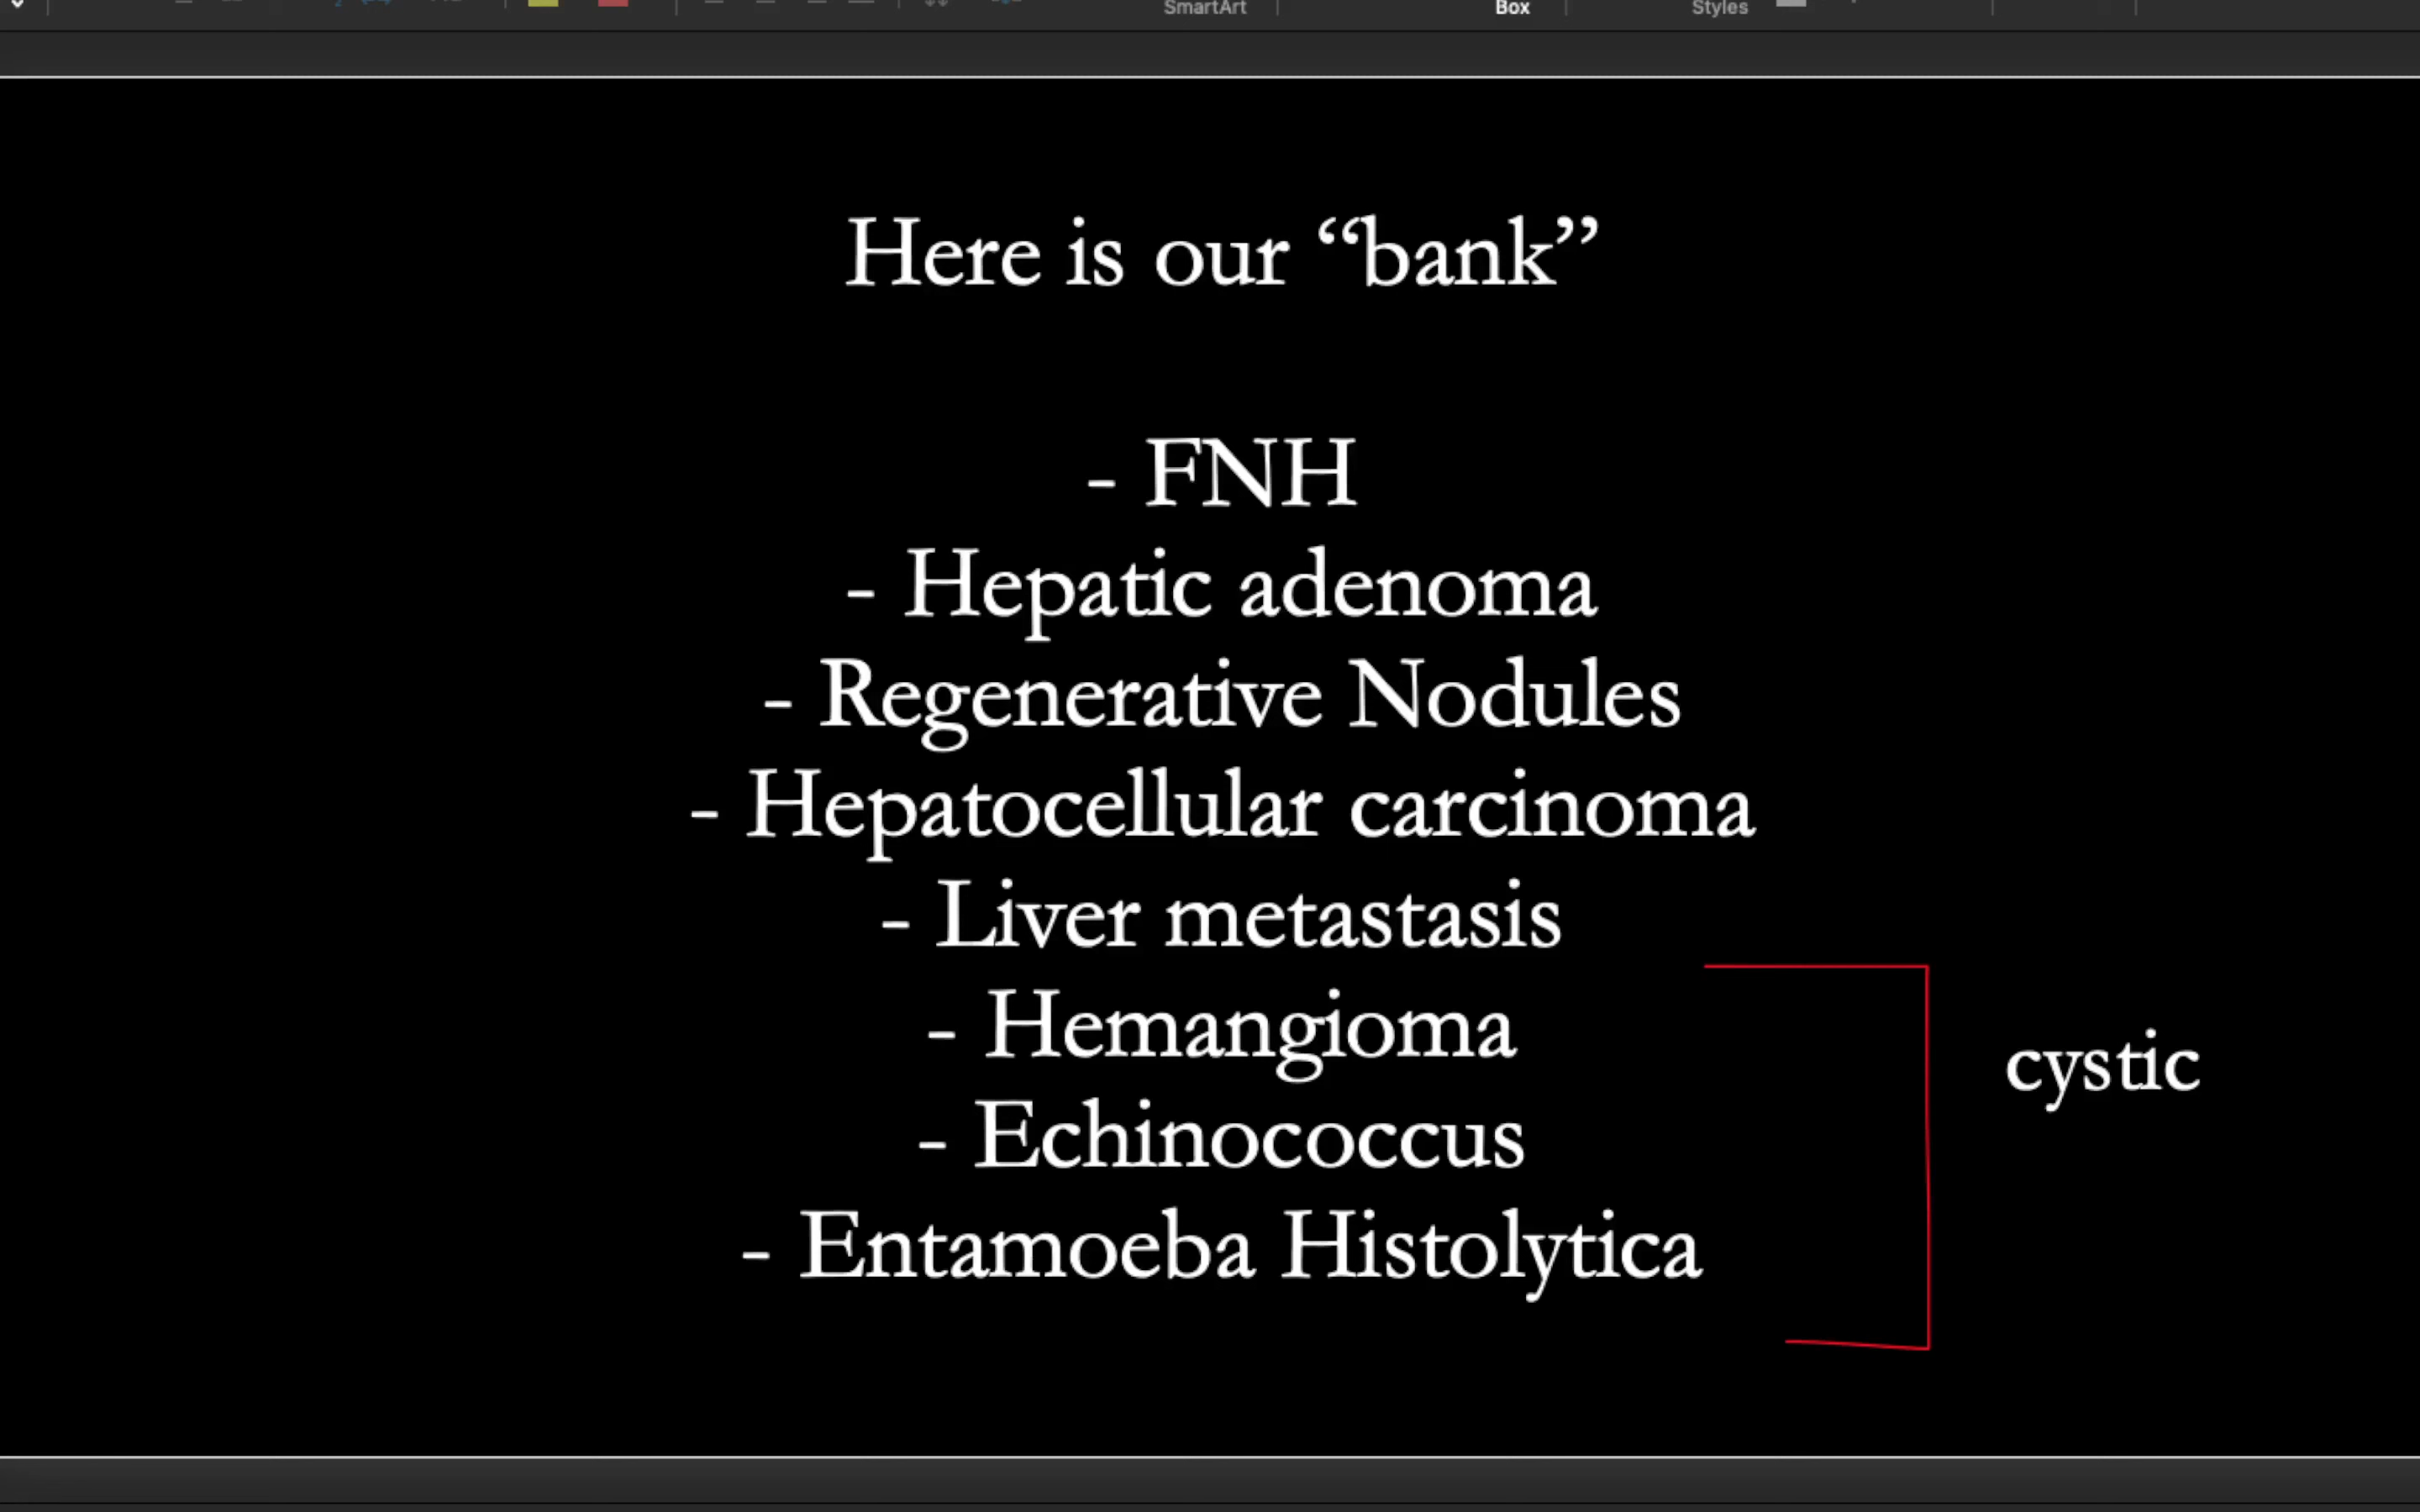 SmartArt
Box
Styles
Here is our “bank”
- FNH
- Hepatic adenoma
- Regenerative Nodules
- Hepatocellular carcinoma
- Liver metastasis
- Hemangioma
- Echinococcus
- Entamoeba Histolytica
cystic